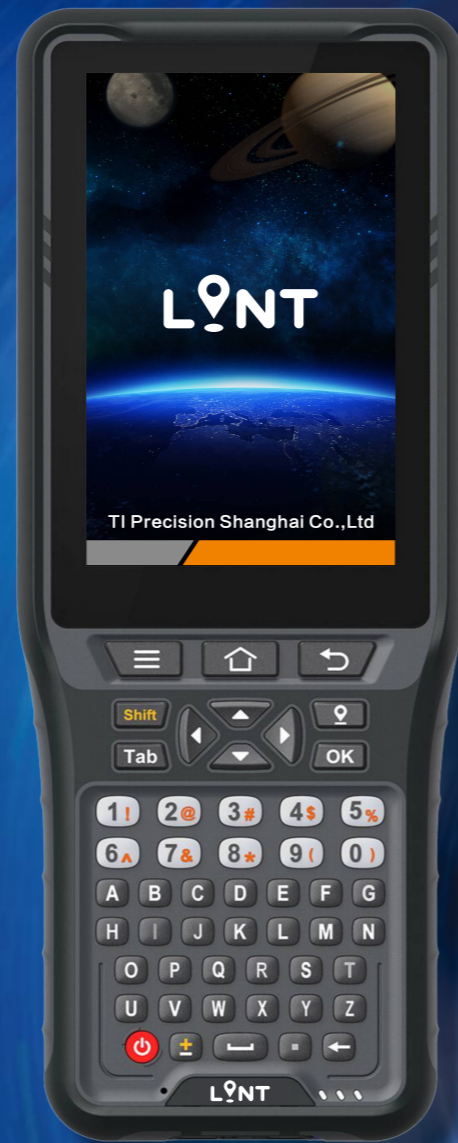 LINT
TI Precision Shanghai Co.,Ltd
Shift
Tab OK
1! 2@ 3# 4$ 5%
6^ 7& 8* 9( 0)
A B C D E F G
H I J K L M N
O P Q R S T
U V W X Y Z
± .
LINT